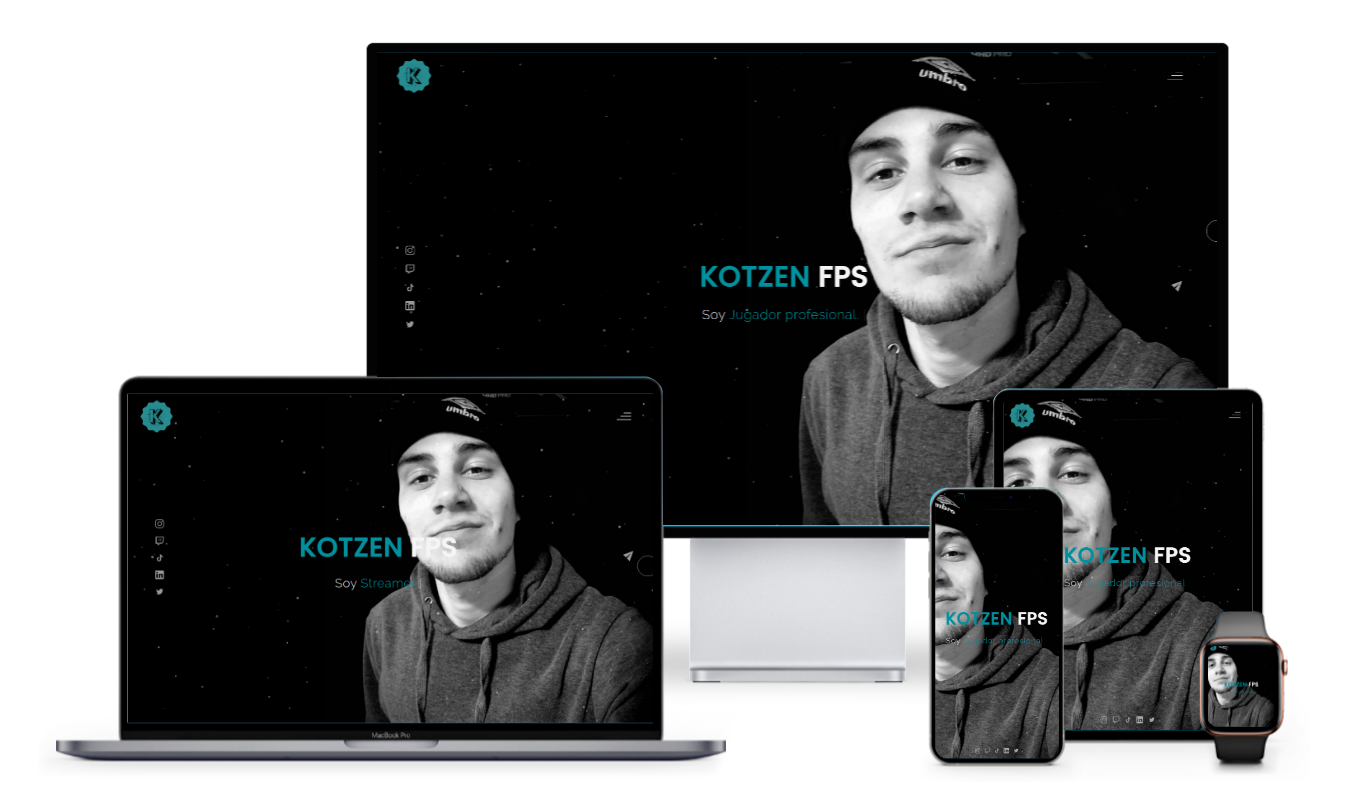 K
umbro
KOTZEN FPS
Soy Jugador profesional.
K
umbro
KOTZEN FPS
Soy Streamer
MacBook Pro
K
umbro
KOTZEN FPS
Soy Jugador profesional
umbro
KOTZEN FPS
Soy Jugador profesional
KOTZEN FPS